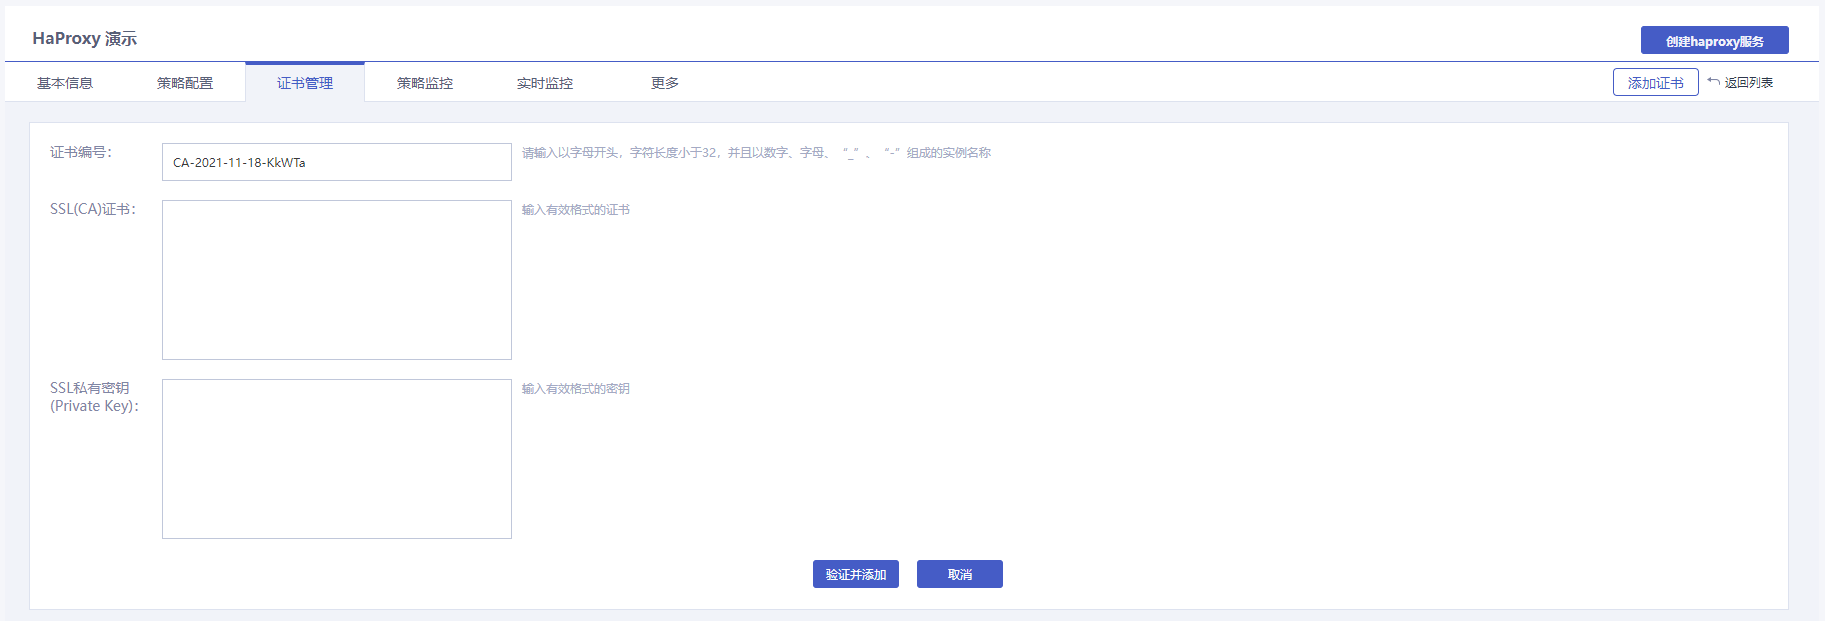 HaProxy 演示
创建haproxy服务
基本信息
策略配置
证书管理
策略监控
实时监控
更多
添加证书
返回列表
证书编号：
CA-2021-11-18-KkWTa
请输入以字母开头，字符长度小于32，并且以数字、字母、“_”、“-”组成的实例名称
SSL(CA)证书：
输入有效格式的证书
SSL私有密钥
(Private Key)：
输入有效格式的密钥
验证并添加
取消